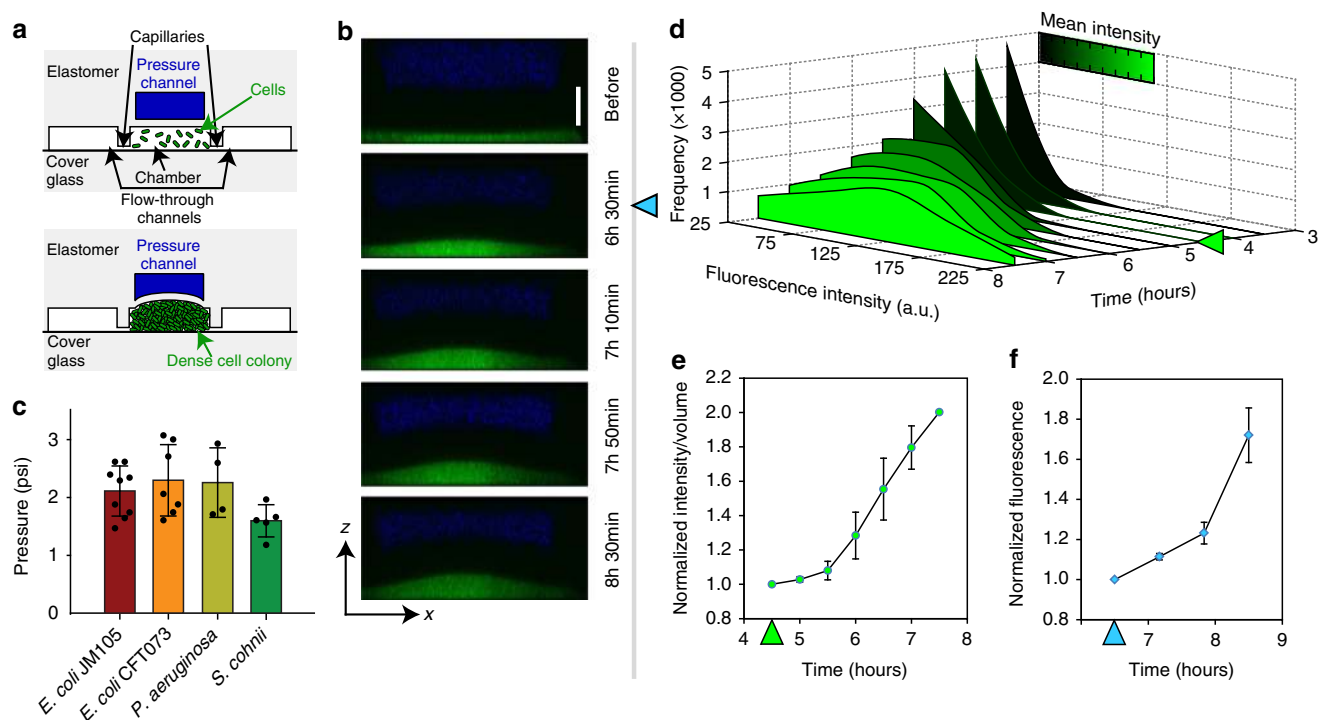 a
Capillaries
Elastomer
Pressure
channel
Cells
Cover
glass
Chamber
Flow-through
channels
Elastomer
Pressure
channel
Cover
glass
Dense cell colony
b
Before
6h 30min
7h 10min
7h 50min
8h 30min
z
x
c
Pressure (psi)
3
2
1
0
E. coli JM105
E. coli CFT073
P. aeruginosa
S. cohnii
d
Mean intensity
Frequency (×1000)
5
4
3
2
1
25
75
125
175
225
Fluorescence intensity (a.u.)
8
7
6
5
4
3
Time (hours)
e
Normalized intensity/volume
2.2
2.0
1.8
1.6
1.4
1.2
1.0
0.8
4 5 6 7 8
Time (hours)
f
Normalized fluorescence
2.0
1.8
1.6
1.4
1.2
1.0
0.8
7 8 9
Time (hours)